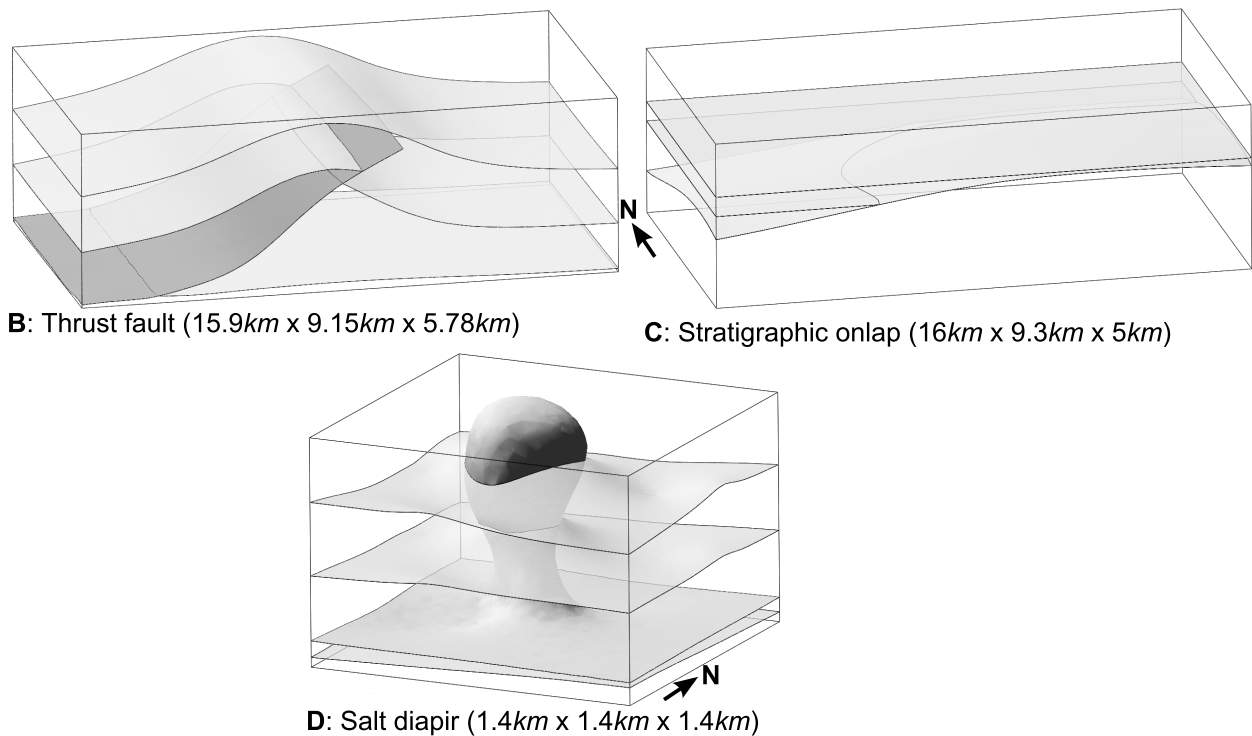 N
B: Thrust fault (15.9km x 9.15km x 5.78km)
C: Stratigraphic onlap (16km x 9.3km x 5km)
N
D: Salt diapir (1.4km x 1.4km x 1.4km)